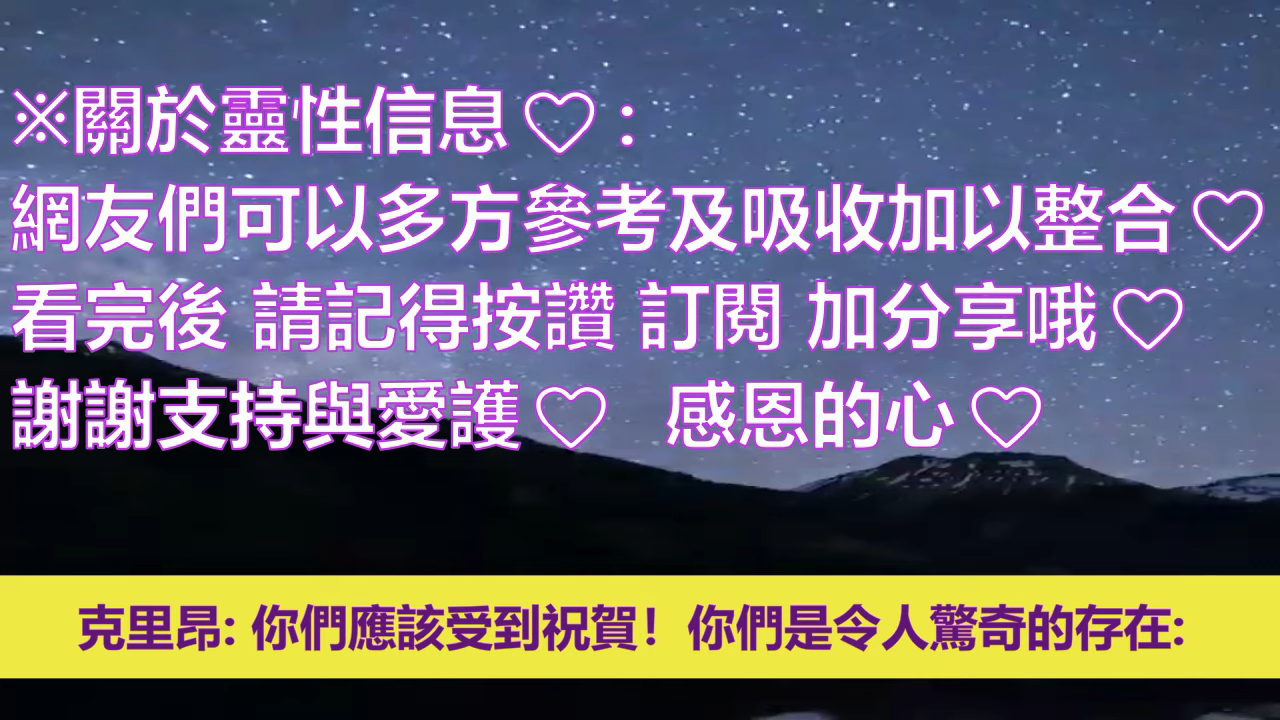 ※關於靈性信息♡:
網友們可以多方參考及吸收加以整合♡
看完後 請記得按讚 訂閱 加分享哦♡
謝謝支持與愛護♡ 感恩的心♡
克里昂: 你們應該受到祝賀！你們是令人驚奇的存在: